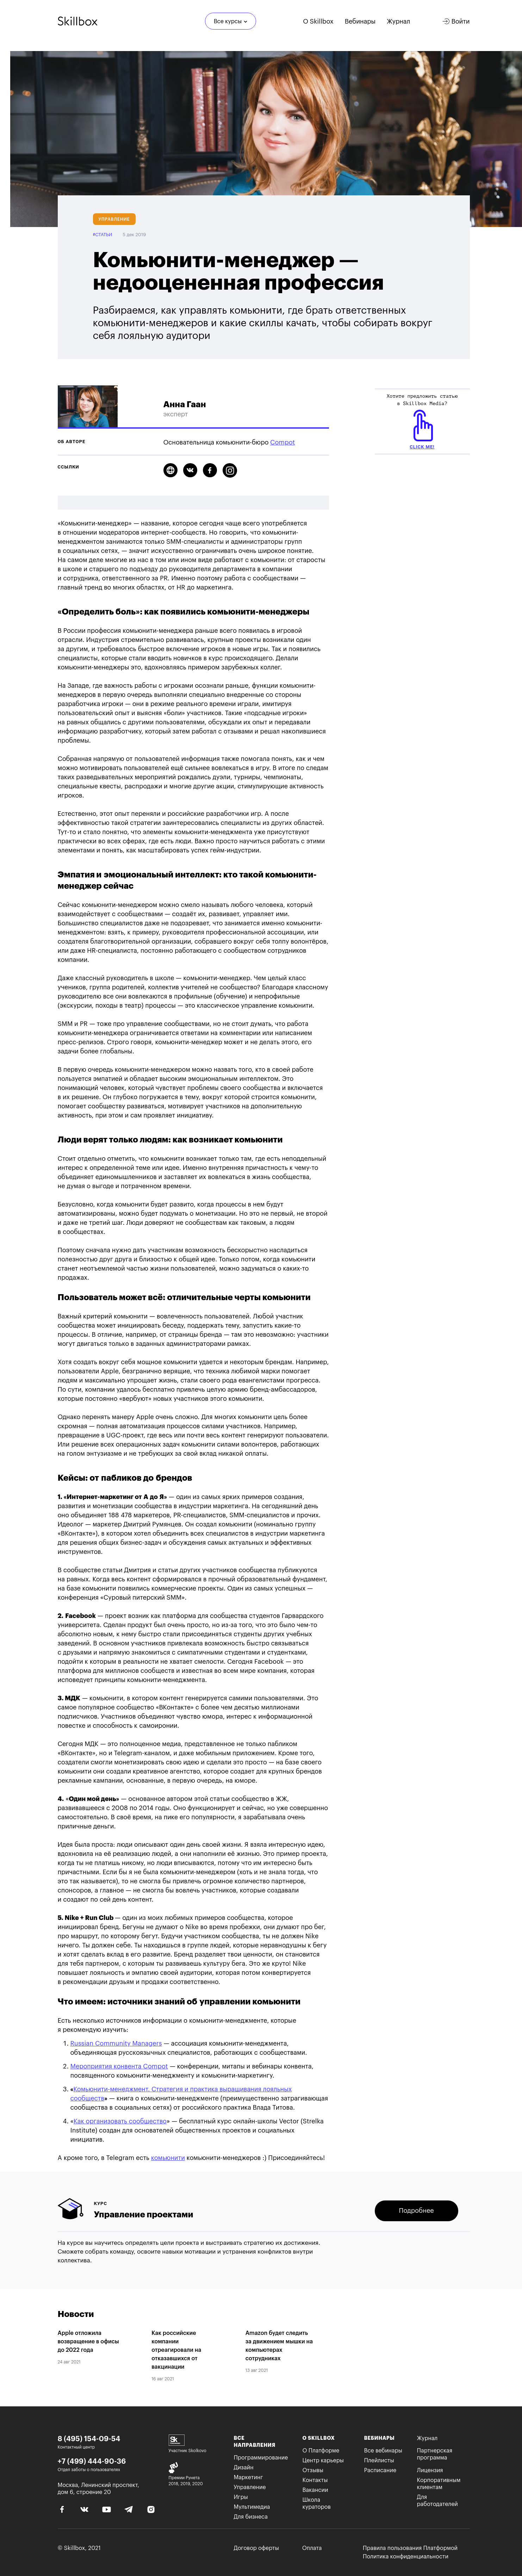 Skillbox
Все курсы
О Skillbox
Вебинары
Журнал
Войти
УПРАВЛЕНИЕ
#СТАТЬИ
5 дек 2019
Комьюнити-менеджер —
недооцененная профессия
Разбираемся, как управлять комьюнити, где брать ответственных
комьюнити-менеджеров и какие скиллы качать, чтобы собирать вокруг
себя лояльную аудитори
Анна Гаан
эксперт
ОБ АВТОРЕ
Основательница комьюнити-бюро Compot
ССЫЛКИ
Хотите предложить статью
в Skillbox Media?
CLICK ME!
«Комьюнити-менеджер» — название, которое сегодня чаще всего употребляется
в отношении модераторов интернет-сообществ. Но говорить, что комьюнити-
менеджментом занимаются только SMM-специалисты и администраторы групп
в социальных сетях, — значит искусственно ограничивать очень широкое понятие.
На самом деле многие из нас в том или ином виде работают с комьюнити: от старосты
в школе и старшего по подъезду до руководителя департамента в компании
и сотрудника, ответственного за PR. Именно поэтому работа с сообществами —
главный тренд во многих областях, от HR до маркетинга.
«Определить боль»: как появились комьюнити-менеджеры
В России профессия комьюнити-менеджера раньше всего появилась в игровой
отрасли. Индустрия стремительно развивалась, крупные проекты возникали один
за другим, и требовалось быстрое включение игроков в новые игры. Так и появились
специалисты, которые стали вводить новичков в курс происходящего. Делали
комьюнити-менеджеры это, вдохновляясь примером зарубежных коллег.
На Западе, где важность работы с игроками осознали раньше, функции комьюнити-
менеджеров в игровых мирах выполняли специально внедренные со стороны
разработчика игроки — они в режиме реального времени играли, имитируя
пользовательский опыт и выясняя «боли» участников. Такие «подсадные игроки»
на равных общались с другими пользователями, обсуждали их опыт и передавали
информацию разработчику, который затем работал с отзывами и решал накопившиеся
проблемы.
Собранная напрямую от пользователей информация также помогала понять, как и чем
можно мотивировать пользователей ещё сильнее вовлечься в игру. В итоге по следам
таких разведывательных мероприятий рождались дуэли, турниры, чемпионаты,
специальные квесты, распродажи и многие другие акции, стимулирующие активность
игроков.
Естественно, этот опыт переняли и российские разработчики игр. А после
эффективностью такой стратегии заинтересовались специалисты из других областей.
Тут-то и стало понятно, что элементы комьюнити-менеджмента уже присутствуют
практически во всех сферах, где есть люди. Важно просто научиться работать с этими
элементами и понять, как масштабировать успех гейм-индустрии.
Эмпатия и эмоциональный интеллект: кто такой комьюнити-
менеджер сейчас
Сейчас комьюнити-менеджером можно смело называть любого человека, который
взаимодействует с сообществами — создаёт их, развивает, управляет ими.
Большинство специалистов даже не подозревает, что занимаются именно комьюнити-
менеджментом: взять, к примеру, руководителя профессиональной ассоциации, или
создателя благотворительной организации, собравшего вокруг себя толпу волонтёров,
или даже HR-специалиста, постоянно работающего с сообществом сотрудников
компании.
Даже классный руководитель в школе — комьюнити-менеджер. Чем целый класс
учеников, группа родителей, коллектив учителей не сообщество? Благодаря классному
руководителю все они вовлекаются в профильные (обучение) и непрофильные
(экскурсии, походы в театр) процессы — это классическое управление комьюнити.
SMM и PR — тоже про управление сообществами, но не стоит думать, что работа
комьюнити-менеджера ограничивается ответами на комментарии или написанием
пресс-релизов. Строго говоря, комьюнити-менеджер может и не делать этого, его
задачи более глобальны.
В первую очередь комьюнити-менеджером можно назвать того, кто в своей работе
пользуется эмпатией и обладает высоким эмоциональным интеллектом. Это
понимающий человек, который чувствует проблемы своего сообщества и включается
в их решение. Он глубоко погружается в тему, вокруг которой строится комьюнити,
помогает сообществу развиваться, мотивирует участников на дополнительную
активность, при этом и сам проявляет инициативу.
Люди верят только людям: как возникает комьюнити
Стоит отдельно отметить, что комьюнити возникает только там, где есть неподдельный
интерес к определенной теме или идее. Именно внутренняя причастность к чему-то
объединяет единомышленников и заставляет их вовлекаться в жизнь сообщества,
не думая о выгоде и потраченном времени.
Безусловно, когда комьюнити будет развито, когда процессы в нем будут
автоматизированы, можно будет подумать о монетизации. Но это не первый, не второй
и даже не третий шаг. Люди доверяют не сообществам как таковым, а людям
в сообществах.
Поэтому сначала нужно дать участникам возможность бескорыстно насладиться
полезностью друг друга и близостью к общей идее. Только потом, когда комьюнити
станет неотъемлемой частью жизни пользователей, можно задуматься о каких-то
продажах.
Пользователь может всё: отличительные черты комьюнити
Важный критерий комьюнити — вовлеченность пользователей. Любой участник
сообщества может инициировать беседу, поддержать тему, запустить какие-то
процессы. В отличие, например, от страницы бренда — там это невозможно: участники
могут двигаться только в заданных администраторами рамках.
Хотя создать вокруг себя мощное комьюнити удается и некоторым брендам. Например,
пользователи Apple, безгранично верящие, что техника любимой марки помогает
людям и максимально упрощает жизнь, стали своего рода евангелистами прогресса.
По сути, компании удалось бесплатно привлечь целую армию бренд-амбассадоров,
которые постоянно «вербуют» новых участников этого комьюнити.
Однако перенять манеру Apple очень сложно. Для многих комьюнити цель более
скромная — полная автоматизация процессов силами участников. Например,
превращение в UGC-проект, где весь или почти весь контент генерируют пользователи.
Или решение всех операционных задач комьюнити силами волонтеров, работающих
на голом энтузиазме и не требующих за свой вклад никакой оплаты.
Кейсы: от пабликов до брендов
1. «Интернет-маркетинг от А до Я» — один из самых ярких примеров создания,
развития и монетизации сообщества в индустрии маркетинга. На сегодняшний день
оно объединяет 188 478 маркетеров, PR-специалистов, SMM-специалистов и прочих.
Идеолог — маркетер Дмитрий Румянцев. Он создал комьюнити (номинально группу
«ВКонтакте»), в котором хотел объединить всех специалистов в индустрии маркетинга
для решения общих бизнес-задач и обсуждения самых актуальных и эффективных
инструментов.
В сообществе статьи Дмитрия и статьи других участников сообщества публикуются
на равных. Когда весь контент сформировался в прочный образовательный фундамент,
на базе комьюнити появились коммерческие проекты. Один из самых успешных —
конференция «Суровый питерский SMM».
2. Facebook — проект возник как платформа для сообщества студентов Гарвардского
университета. Сделан продукт был очень просто, но из-за того, что это было чем-то
абсолютно новым, к нему быстро стали присоединяться студенты других учебных
заведений. В основном участников привлекала возможность быстро связываться
с друзьями и напрямую знакомиться с симпатичными студентами и студентками,
подойти к которым в реальности не хватает смелости. Сегодня Facebook — это
платформа для миллионов сообществ и известная во всем мире компания, которая
исповедует принципы комьюнити-менеджмента.
3. МДК — комьюнити, в котором контент генерируется самими пользователями. Это
самое популярное сообщество «ВКонтакте» с более чем десятью миллионами
подписчиков. Участников объединяют чувство юмора, интерес к информационной
повестке и способность к самоиронии.
Сегодня МДК — это полноценное медиа, представленное не только пабликом
«ВКонтакте», но и Telegram-каналом, и даже мобильным приложением. Кроме того,
создатели смогли монетизировать свою идею и сделали это просто — на базе своего
комьюнити они создали креативное агентство, которое создает для крупных брендов
рекламные кампании, основанные, в первую очередь, на юморе.
4. «Один мой день» — основанное автором этой статьи сообщество в ЖЖ,
развивавшееся с 2008 по 2014 годы. Оно функционирует и сейчас, но уже совершенно
самостоятельно. В своё время, на пике его популярности, я зарабатывала очень
приличные деньги.
Идея была проста: люди описывают один день своей жизни. Я взяла интересную идею,
вдохновила на её реализацию людей, а они наполнили её жизнью. Это пример проекта,
когда ты не платишь никому, но люди вписываются, потому что им интересно быть
причастными. Если бы я не была комьюнити-менеджером (хотя и не знала тогда, что
это так называется), то не смогла бы привлечь огромное количество партнеров,
спонсоров, а главное — не смогла бы вовлечь участников, которые создавали
и создают по сей день контент.
5. Nike + Run Club — один из моих любимых примеров сообщества, которое
инициировал бренд. Бегуны не думают о Nike во время пробежки, они думают про бег,
про маршрут, по которому бегут. Будучи участником сообщества, ты не должен Nike
ничего. Ты должен только себе. Ты находишься в группе людей, которые неравнодушны к бегу
и хотят сделать вклад в его развитие. Бренд разделяет твои ценности, он становится
для тебя партнером, с которым ты развиваешь культуру бега. Это же круто! Nike
повышает лояльность и эмпатию своей аудитории, которая потом конвертируется
в рекомендации друзьям и продажи соответственно.
Что имеем: источники знаний об управлении комьюнити
Есть несколько источников информации о комьюнити-менеджменте, которые
я рекомендую изучить:
1. Russian Community Managers — ассоциация комьюнити-менеджмента,
объединяющая русскоязычных специалистов, работающих с сообществами.
2. Мероприятия конвента Compot — конференции, митапы и вебинары конвента,
посвященного комьюнити-менеджменту и комьюнити-маркетингу.
3. «Комьюнити-менеджмент. Стратегия и практика выращивания лояльных
сообществ» — книга о комьюнити-менеджменте (преимущественно затрагивающая
сообщества в социальных сетях) от российского практика Влада Титова.
4. «Как организовать сообщество» — бесплатный курс онлайн-школы Vector (Strelka
Institute) создан для основателей общественных проектов и социальных
инициатив.
А кроме того, в Telegram есть комьюнити комьюнити-менеджеров :) Присоединяйтесь!
КУРС
Управление проектами
Подробнее
На курсе вы научитесь определять цели проекта и выстраивать стратегию их достижения.
Сможете собрать команду, освоите навыки мотивации и устранения конфликтов внутри
коллектива.
Новости
Apple отложила
возвращение в офисы
до 2022 года
24 авг 2021
Как российские
компании
отреагировали на
отказавшихся от
вакцинации
16 авг 2021
Amazon будет следить
за движением мышки на
компьютерах
сотрудниках
13 авг 2021
8 (495) 154-09-54
Контактный центр
+7 (499) 444-90-36
Отдел заботы о пользователях
Москва, Ленинский проспект,
дом 6, строение 20
Sk
Участник Skolkovo
Премии Рунета
2018, 2019, 2020
ВСЕ
НАПРАВЛЕНИЯ
Программирование
Дизайн
Маркетинг
Управление
Игры
Мультимедиа
Для бизнеса
О SKILLBOX
О Платформе
Центр карьеры
Отзывы
Контакты
Вакансии
Школа
кураторов
ВЕБИНАРЫ
Все вебинары
Плейлисты
Расписание
Журнал
Партнерская
программа
Лицензия
Корпоративным
клиентам
Для
работодателей
© Skillbox, 2021
Договор оферты
Оплата
Правила пользования Платформой
Политика конфиденциальности